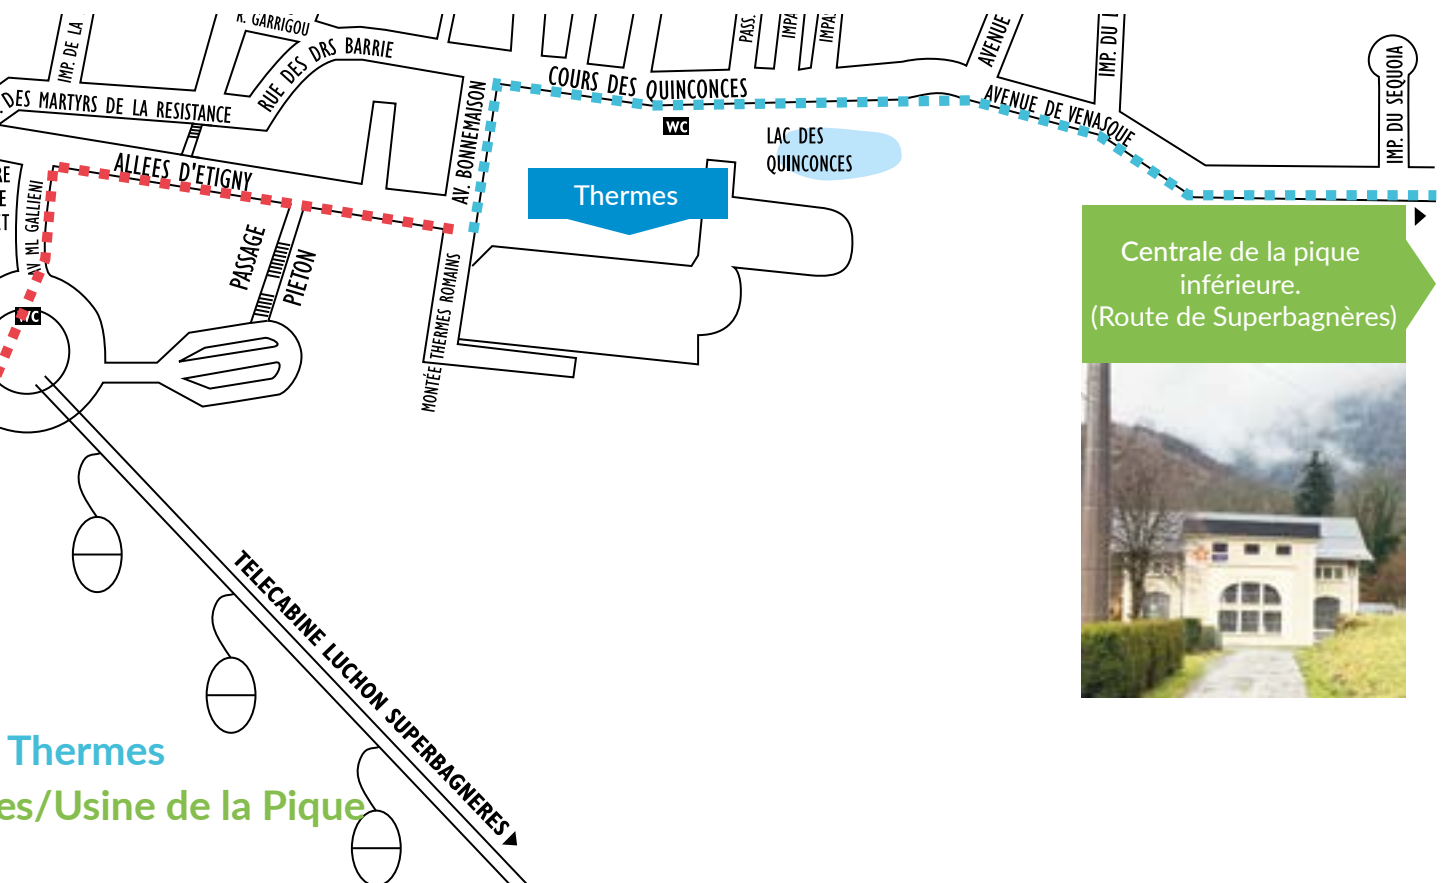 R. GARRIGOU
IMP. DE LA
RUE DES DRS BARRIE
PASS.
IMPA
IMPAS
AVENUE
IMP. DU
IMP. DU SEQUOIA
DES MARTYRS DE LA RESISTANCE
COURS DES QUINCONCES
AVENUE DE VENASQUE
AV. BONNEMAISON
WC
LAC DES
QUINCONCES
ALLEES D'ETIGNY
Thermes
RE
E
ET
AV ML GALLIENI
PASSAGE
PIETON
MONTÉE THERMES ROMAINS
WC
Centrale de la pique
inférieure.
(Route de Superbagnères)
TELECABINE LUCHON SUPERBAGNERES
Thermes
es/Usine de la Pique